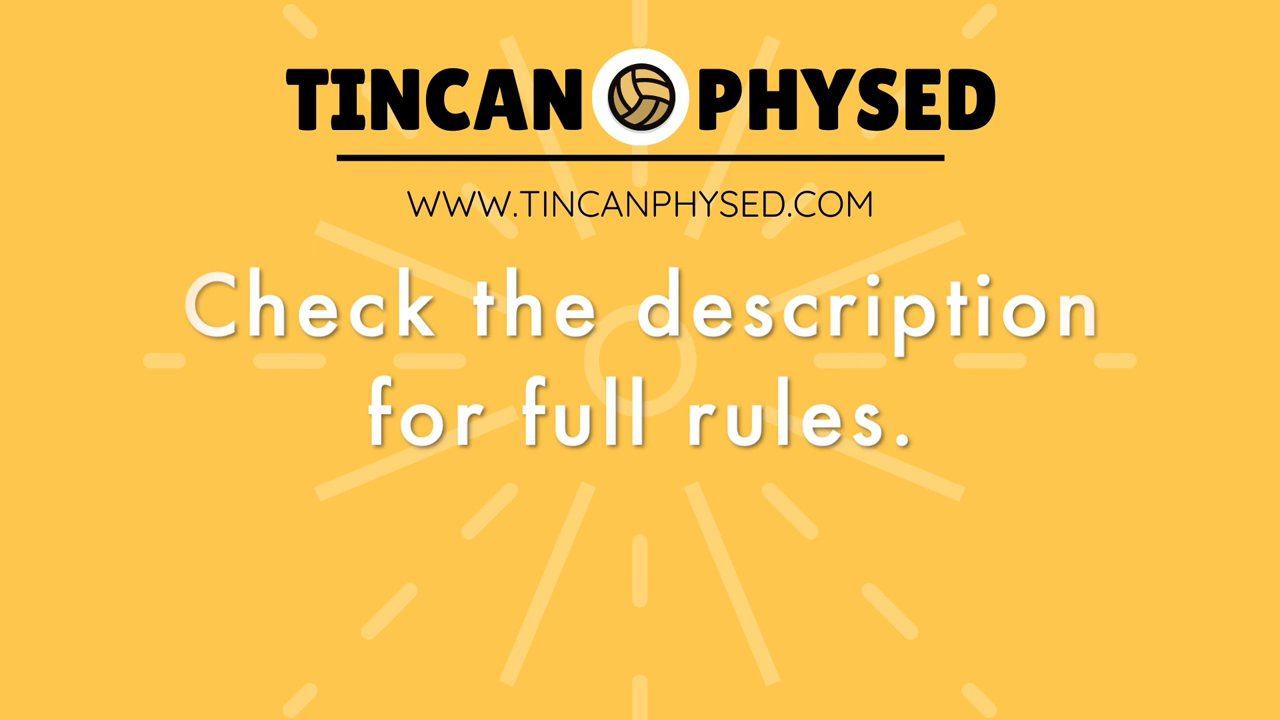 TINCAN PHYSED
WWW.TINCANPHYSED.COM
Check the description
for full rules.